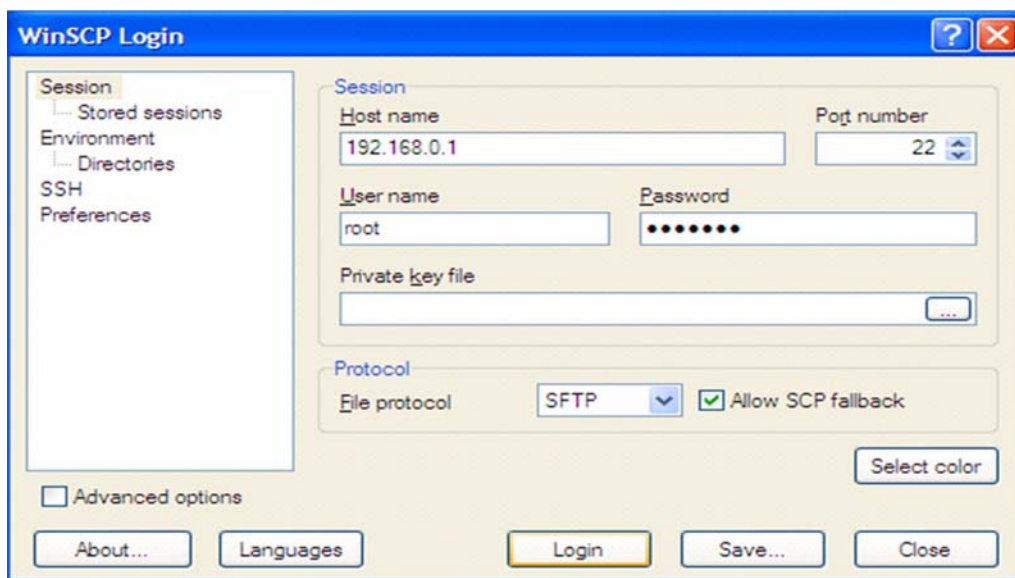 WinSCP Login
Session
Stored sessions
Environment
Directories
SSH
Preferences
Advanced options
Session
Host name
Port number
192.168.0.1
22
User name
Password
root
•••••••
Private key file
...
Protocol
File protocol
SFTP
Allow SCP fallback
Select color
About...
Languages
Login
Save...
Close